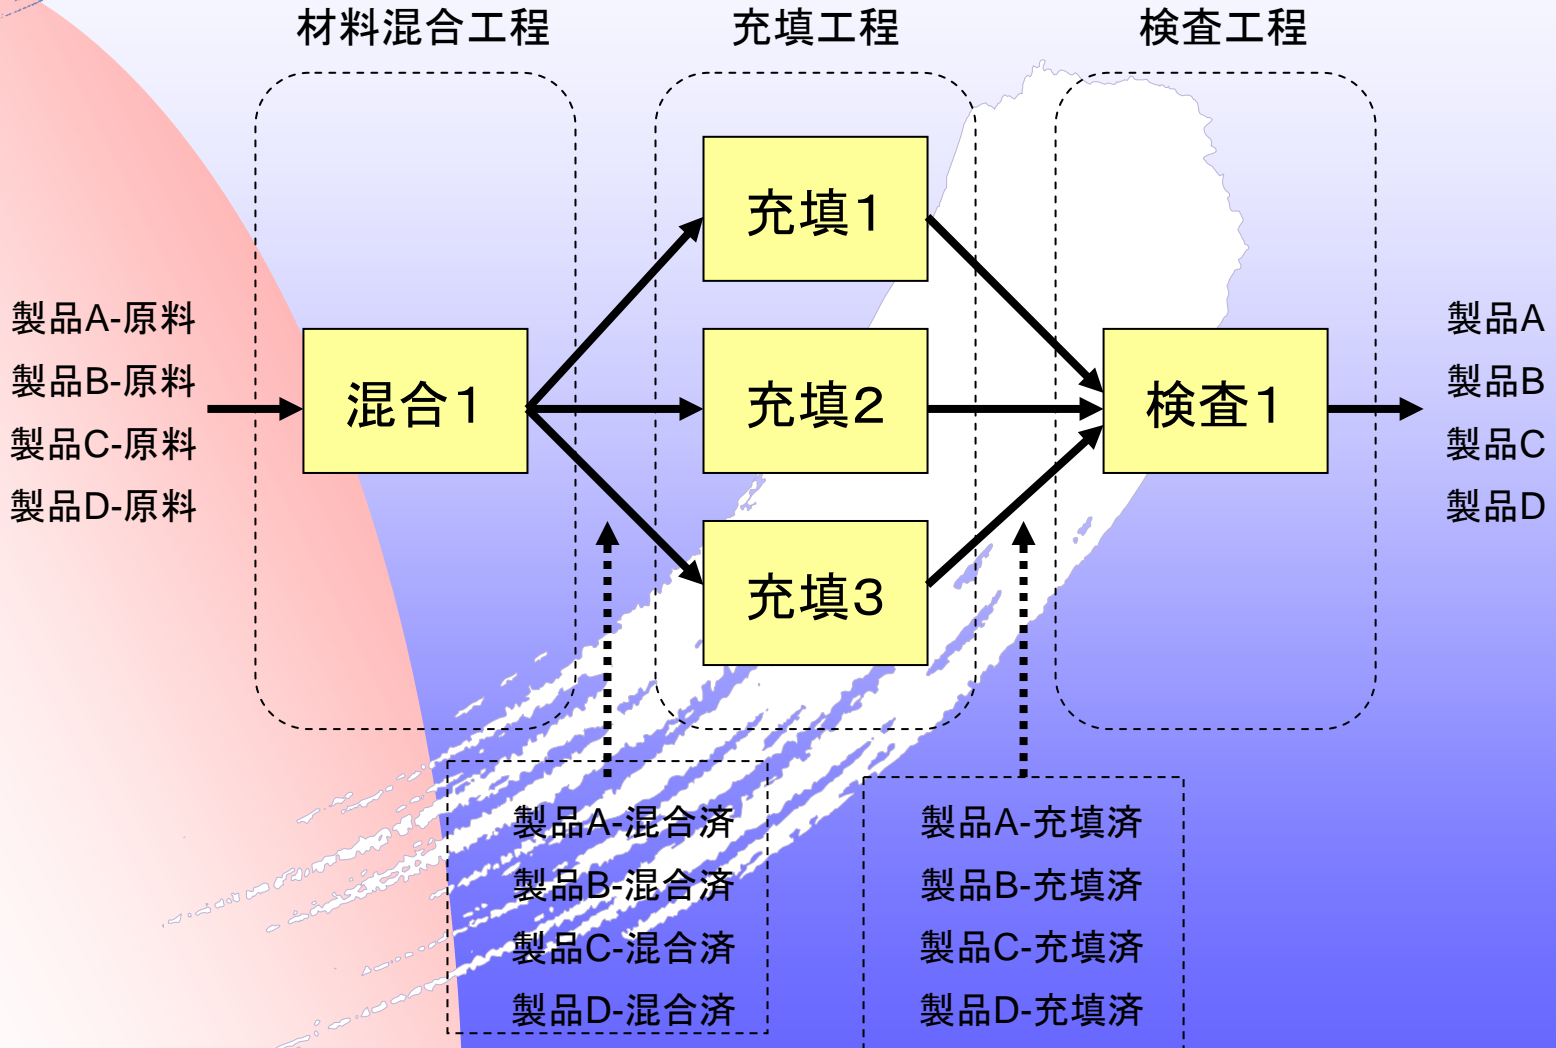 材料混合工程
充填工程
検査工程
製品A-原料
製品B-原料
製品C-原料
製品D-原料
混合１
充填１
充填２
充填３
検査１
製品A
製品B
製品C
製品D
製品A-混合済
製品B-混合済
製品C-混合済
製品D-混合済
製品A-充填済
製品B-充填済
製品C-充填済
製品D-充填済